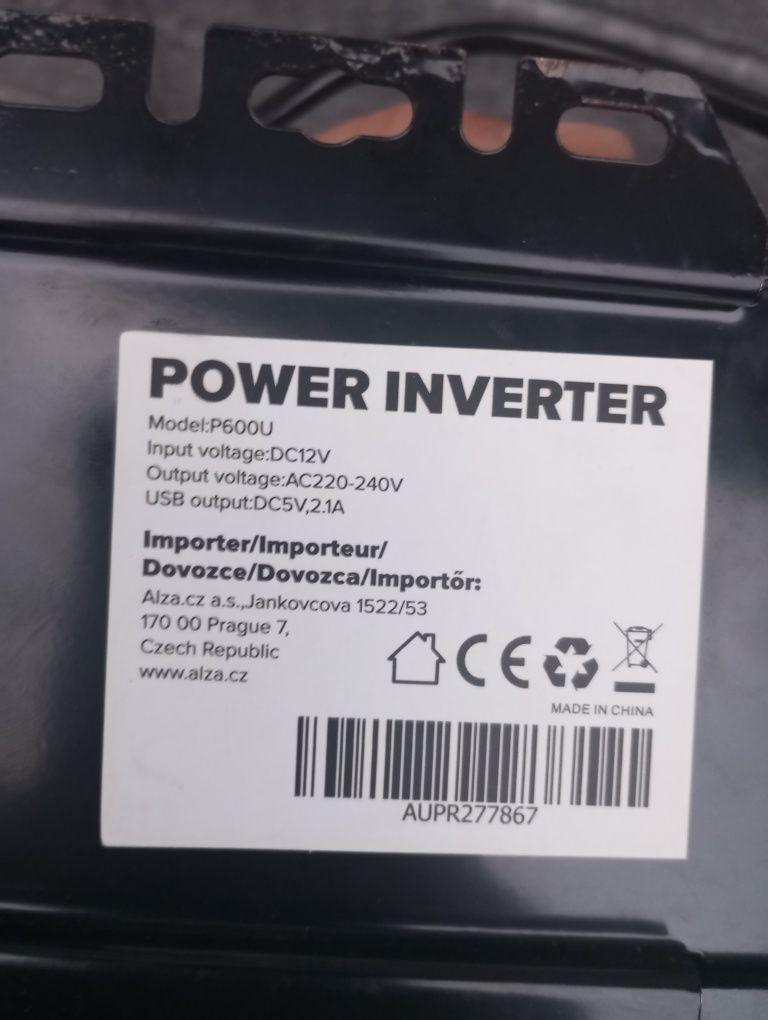 POWER INVERTER
Model:P600U
Input voltage:DC12V
Output voltage:AC220-240V
USB output:DC5V,2.1A
Importer/Importeur/
Dovozce/Dovozca/Importőr:
Alza.cz a.s.,Jankovcova 1522/53
170 00 Prague 7,
Czech Republic
www.alza.cz
CE
MADE IN CHINA
AUPR277867